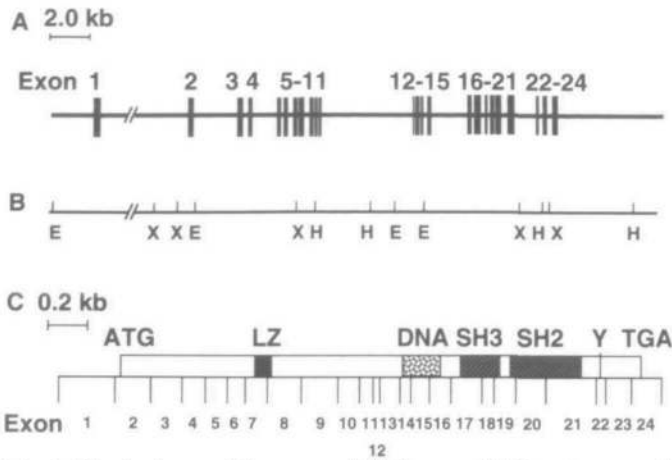 A 2.0 kb
Exon 1 2 3 4 5-11 12-15 16-21 22-24
B
E X X E X H H E E X H X H
C 0.2 kb
ATG LZ DNA SH3 SH2 Y TGA
Exon 1 2 3 4 5 6 7 8 9 10 11 13 14 15 16 17 18 19 20 21 22 23 24
12